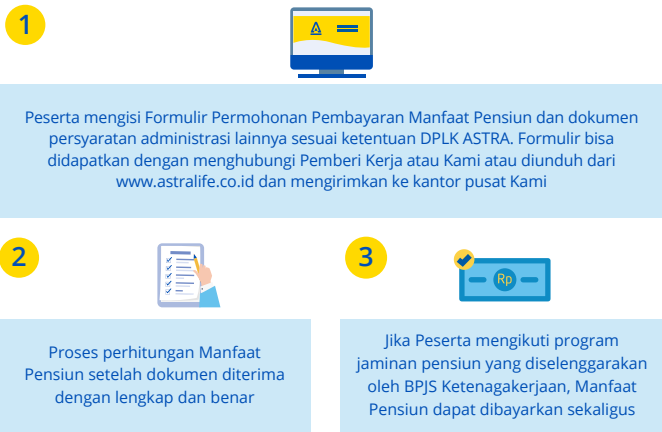 1
Peserta mengisi Formulir Permohonan Pembayaran Manfaat Pensiun dan dokumen
persyaratan administrasi lainnya sesuai ketentuan DPLK ASTRA. Formulir bisa
didapatkan dengan menghubungi Pemberi Kerja atau Kami atau diunduh dari
www.astralife.co.id dan mengirimkan ke kantor pusat Kami
2
Proses perhitungan Manfaat
Pensiun setelah dokumen diterima
dengan lengkap dan benar
3
Rp
Jika Peserta mengikuti program
jaminan pensiun yang diselenggarakan
oleh BPJS Ketenagakerjaan, Manfaat
Pensiun dapat dibayarkan sekaligus